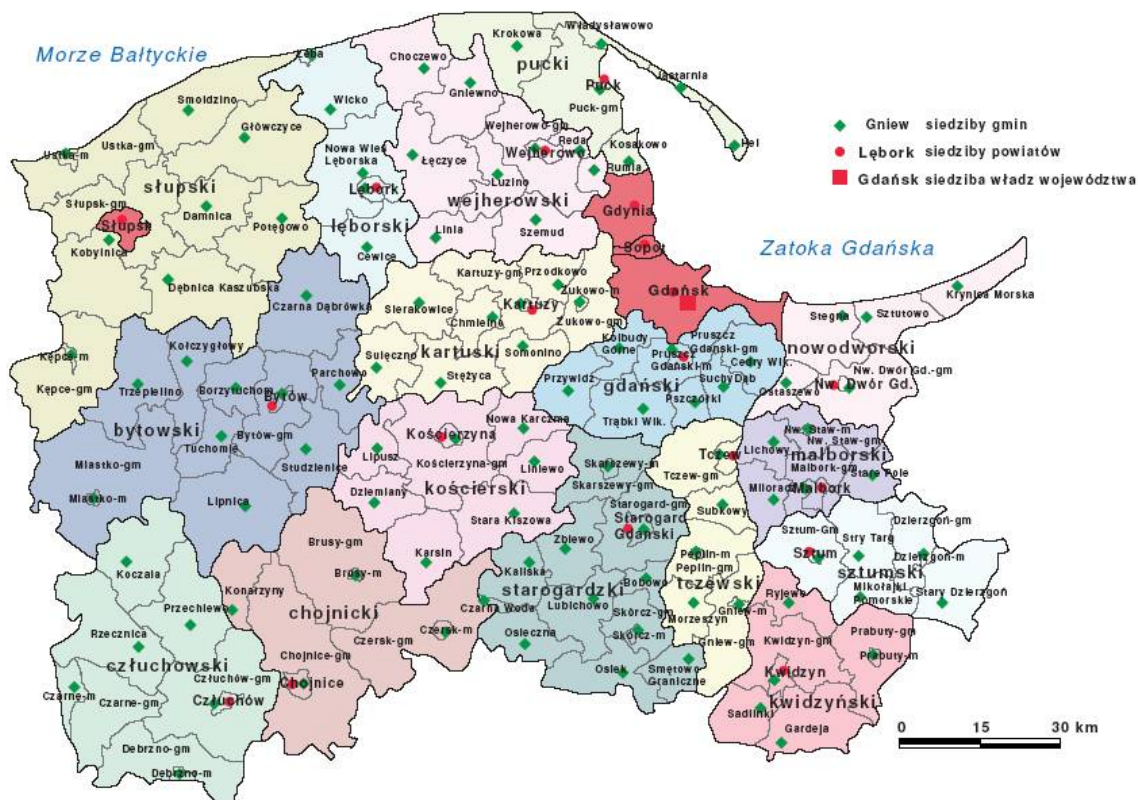 Morze Bałtyckie
Władysławowo
Krokowa
pucki
Łeba
Choczewo
Puck
Jastarnia
Gniewno
Puck-gm
Smołdzino
Wicko
Główczyce
Wejherowo-gm
Reda
Kosakowo
Hel
Ustka-gm
Ustka-m
Nowa Wieś
Lęborska
Łęczyce
Wejherowo
Rumia
słupski
Lębork
Luzino
wejherowski
Słupsk-gm
Damnica
Gdynia
Słupsk
Potęgowo
lęborski
Linia
Szemud
Kobylnica
Cewice
Sopot
Zatoka Gdańska
Dębnica Kaszubska
Czarna Dąbrówka
Kartuzy-gm
Przodkowo
Żukowo-m
Gdańsk
Sierakowice
Kartuzy
Chmielno
Żukowo-gm
Krynica Morska
Stegna
Sztutowo
Kępce-m
Kołczygłowy
kartuski
Sulęczno
Somonino
Kolbudy
Górne
Pruszcz
Gdański-gm
Pruszcz
Gdański-m
Cedry Wlk.
nowodworski
Kępce-gm
Trzepielino
Borzytuchom
Parchowo
Stężyca
Przywidz
gdański
Suchy Dąb
Nw. Dwór Gd.-gm
Ostaszewo
Nw. Dwór Gd.
Bytów
Pszczółki
Trąbki Wlk.
bytowski
Bytów-gm
Tuchomie
Kościerzyna
Nowa Karczma
Nw. Staw-m
Nw. Staw-gm
Miastko-gm
Studzienice
Lipusz
Kościerzyna-gm
Liniewo
Skarszewy-m
Skarszewy-gm
Tczew
Tczew-gm
Lichowy
malborski
Malbork-gm
Stare Pole
Miastko-m
Lipnica
Dziemiany
kościerski
Stara Kiszowa
Starogard-gm
Subkowy
Miloradz
Malbork
Starogard
Gdański
Sztum-Gm
Dzierzgoń-gm
Brusy-gm
Karsin
Zblewo
Peplin-m
Peplin-gm
Sztum
Stry Targ
Dzierzgoń-m
Koczala
Brusy-m
Kaliska
starogardzki
Bobowo
tczewski
sztumski
Konarzyny
Przechlewo
chojnicki
Czarna Woda
Lubichowo
Skórcz-gm
Gniew-m
Ryjewo
Mikołajki
Pomorskie
Stary Dzierzgoń
Rzecznica
Czersk-m
Czersk-gm
Osieczna
Skórcz-m
Morzeszyn
Gniew-gm
Kwidzyn-gm
Prabuty-gm
Prabuty-m
człuchowski
Chojnice-gm
Osiek
Smętowo
Graniczne
Kwidzyn
Człuchów-gm
Chojnice
Czarne-m
Czarne-gm
Człuchów
kwidzyński
Sadlinki
Gardeja
Debrzno-gm
Debrzno-m
Gniew siedziby gmin
Lębork siedziby powiatów
Gdańsk siedziba władz województwa
0 15 30 km